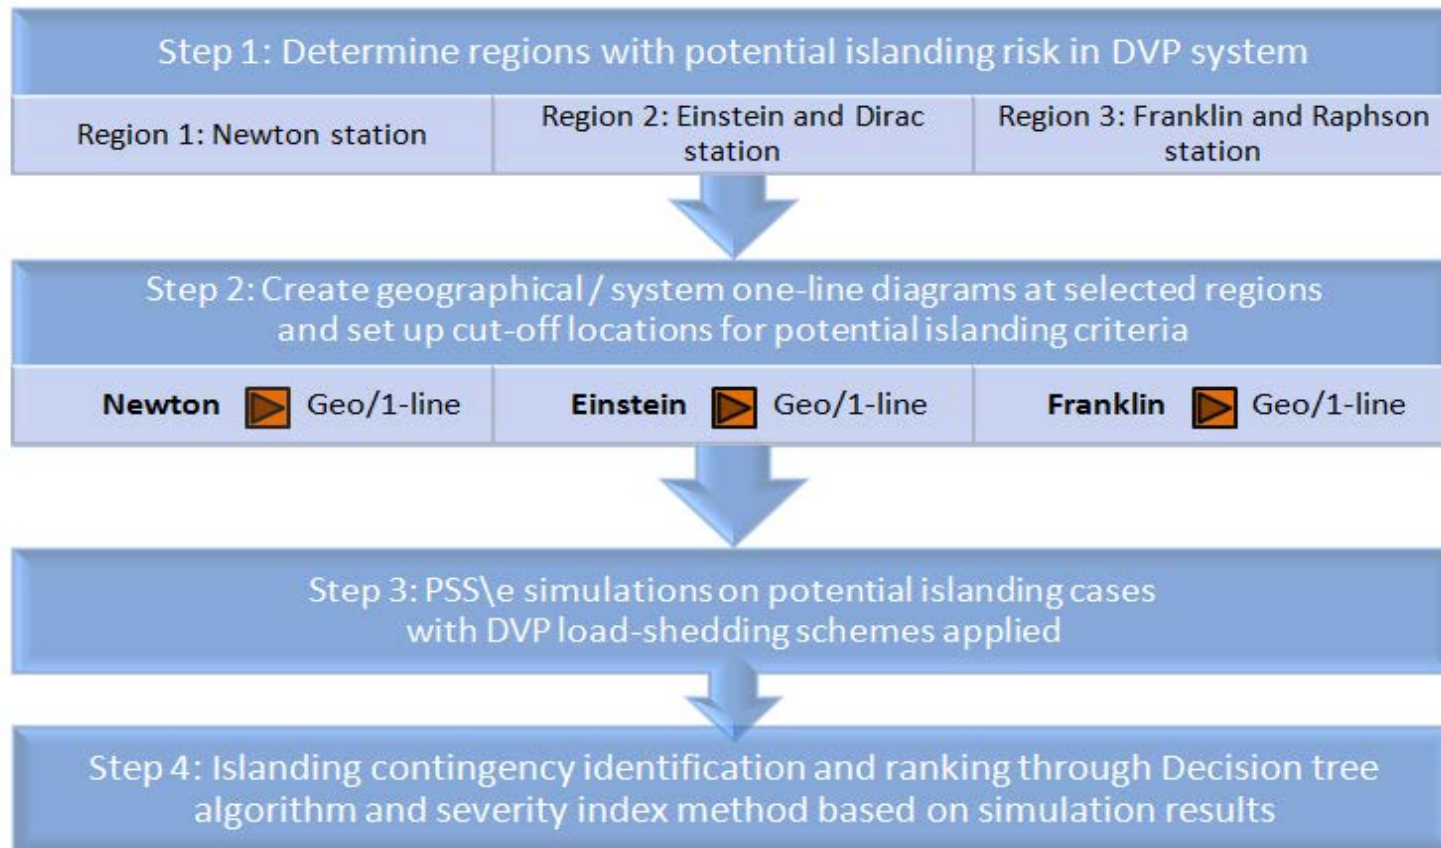 Step 1: Determine regions with potential islanding risk in DVP system
Region 1: Newton station
Region 2: Einstein and Dirac
station
Region 3: Franklin and Raphson
station
Step 2: Create geographical / system one-line diagrams at selected regions
and set up cut-off locations for potential islanding criteria
Newton Geo/1-line
Einstein Geo/1-line
Franklin Geo/1-line
Step 3: PSS\e simulations on potential islanding cases
with DVP load-shedding schemes applied
Step 4: Islanding contingency identification and ranking through Decision tree
algorithm and severity index method based on simulation results